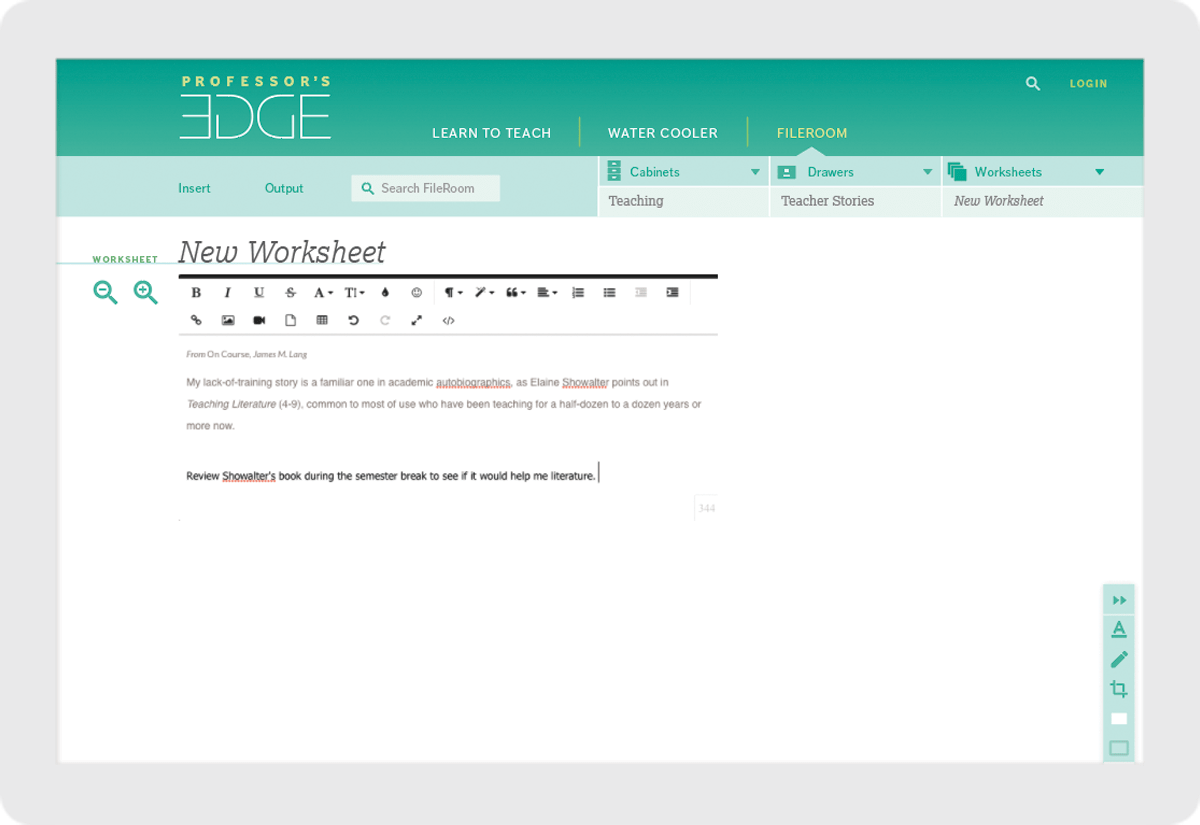 PROFESSOR'S
EDGE
LOGIN
LEARN TO TEACH
WATER COOLER
FILEROOM
Insert
Output
Search FileRoom
Cabinets
Drawers
Worksheets
Teaching
Teacher Stories
New Worksheet
WORKSHEET
New Worksheet
From On Course, James M. Lang
My lack-of-training story is a familiar one in academic autobiographics, as Elaine Showalter points out in
Teaching Literature (4-9), common to most of use who have been teaching for a half-dozen to a dozen years or
more now.
Review Showalter's book during the semester break to see if it would help me literature.
344